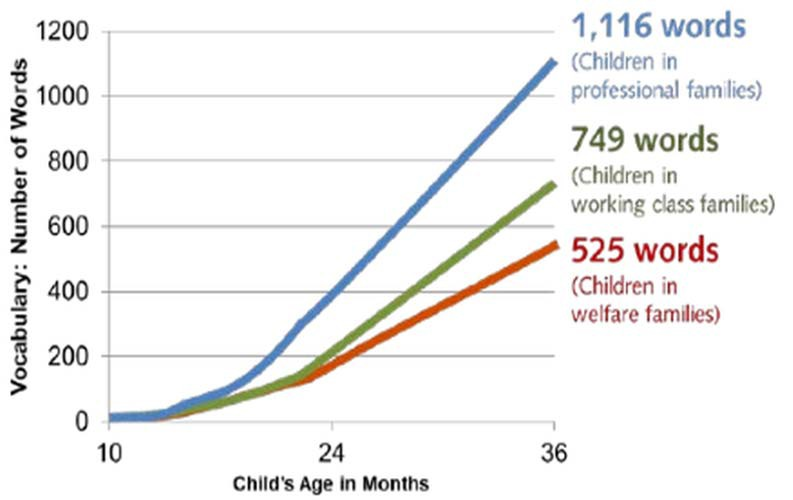 1200
1000
800
600
400
200
0
Vocabulary: Number of Words
10
24
36
Child's Age in Months
1,116 words
(Children in
professional families)
749 words
(Children in
working class families)
525 words
(Children in
welfare families)